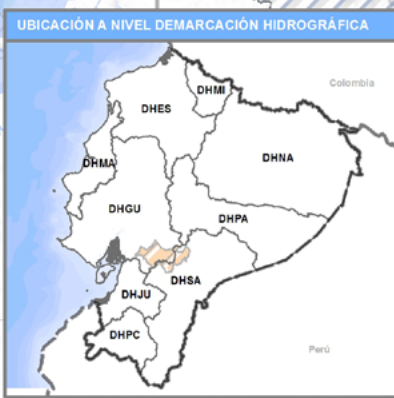 UBICACIÓN A NIVEL DEMARCACIÓN HIDROGRÁFICA
Colombia
DHMI
DHES
DHNA
DHMA
DHGU
DHPA
DHSA
DHJU
DHPC
Perú